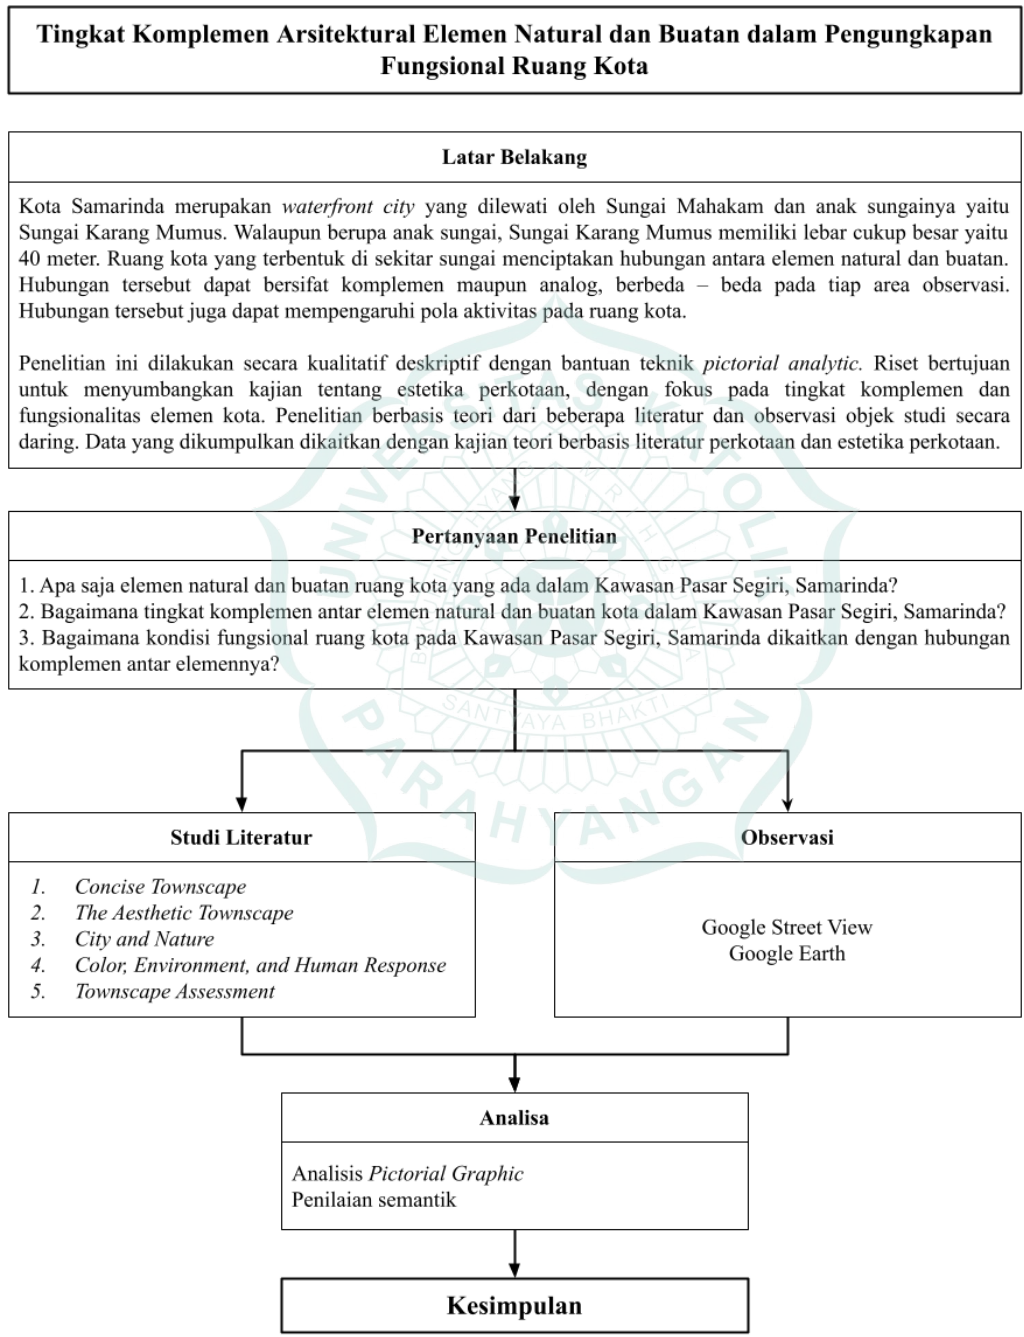 Tingkat Komplemen Arsitektural Elemen Natural dan Buatan dalam Pengungkapan
Fungsional Ruang Kota
Latar Belakang
Kota Samarinda merupakan waterfront city yang dilewati oleh Sungai Mahakam dan anak sungainya yaitu
Sungai Karang Mumus. Walaupun berupa anak sungai, Sungai Karang Mumus memiliki lebar cukup besar yaitu
40 meter. Ruang kota yang terbentuk di sekitar sungai menciptakan hubungan antara elemen natural dan buatan.
Hubungan tersebut dapat bersifat komplemen maupun analog, berbeda – beda pada tiap area observasi.
Hubungan tersebut juga dapat mempengaruhi pola aktivitas pada ruang kota.
Penelitian ini dilakukan secara kualitatif deskriptif dengan bantuan teknik pictorial analytic. Riset bertujuan
untuk menyumbangkan kajian tentang estetika perkotaan, dengan fokus pada tingkat komplemen dan
fungsionalitas elemen kota. Penelitian berbasis teori dari beberapa literatur dan observasi objek studi secara
daring. Data yang dikumpulkan dikaitkan dengan kajian teori berbasis literatur perkotaan dan estetika perkotaan.
Pertanyaan Penelitian
1. Apa saja elemen natural dan buatan ruang kota yang ada dalam Kawasan Pasar Segiri, Samarinda?
2. Bagaimana tingkat komplemen antar elemen natural dan buatan kota dalam Kawasan Pasar Segiri, Samarinda?
3. Bagaimana kondisi fungsional ruang kota pada Kawasan Pasar Segiri, Samarinda dikaitkan dengan hubungan
komplemen antar elemennya?
Studi Literatur
1. Concise Townscape
2. The Aesthetic Townscape
3. City and Nature
4. Color, Environment, and Human Response
5. Townscape Assessment
Observasi
Google Street View
Google Earth
Analisa
Analisis Pictorial Graphic
Penilaian semantik
Kesimpulan
UNIVERSITAS KATOLIK
PARAHYANGAN
SANTYAYA BHAKTI